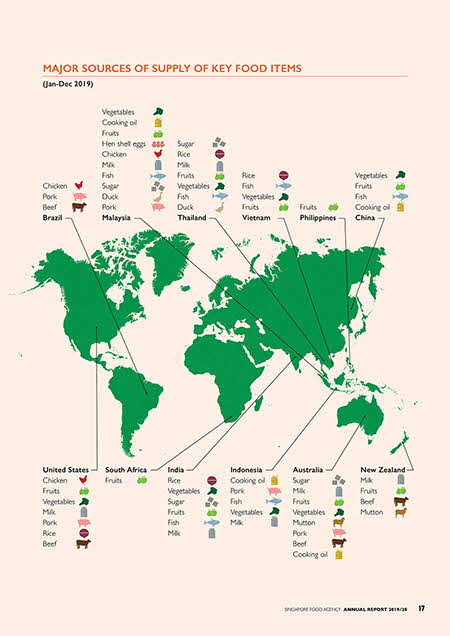 MAJOR SOURCES OF SUPPLY OF KEY FOOD ITEMS
(Jan-Dec 2019)
Chicken
Pork
Beef
Brazil
Vegetables
Cooking oil
Fruits
Hen shell eggs
Chicken
Milk
Fish
Sugar
Duck
Pork
Malaysia
Sugar
Rice
Milk
Fruits
Vegetables
Fish
Duck
Thailand
Rice
Fish
Vegetables
Fruits
Vietnam
Fruits
Philippines
Vegetables
Fruits
Fish
Cooking oil
China
United States
Chicken
Fruits
Vegetables
Milk
Pork
Rice
Beef
South Africa
Fruits
India
Rice
Vegetables
Sugar
Fruits
Fish
Milk
Indonesia
Cooking oil
Pork
Fish
Vegetables
Milk
Australia
Sugar
Milk
Fruits
Vegetables
Mutton
Pork
Beef
Cooking oil
New Zealand
Milk
Fruits
Beef
Mutton
SINGAPORE FOOD AGENCY ANNUAL REPORT 2019/20 17